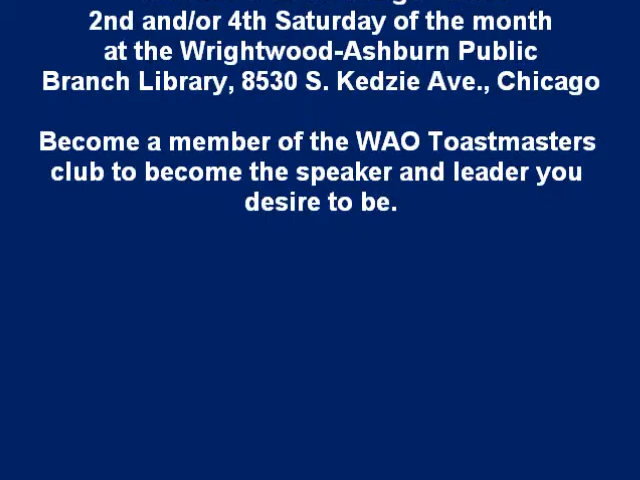 2nd and/or 4th Saturday of the month
at the Wrightwood-Ashburn Public
Branch Library, 8530 S. Kedzie Ave., Chicago
Become a member of the WAO Toastmasters
club to become the speaker and leader you
desire to be.